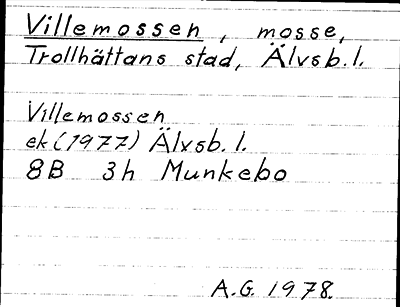 Villemossen, mosse,
Trollhättans stad, Älvsb. l.
Villemossen
ek (1977) Älvsb. l.
8B 3h Munkebo
A.G. 1978.